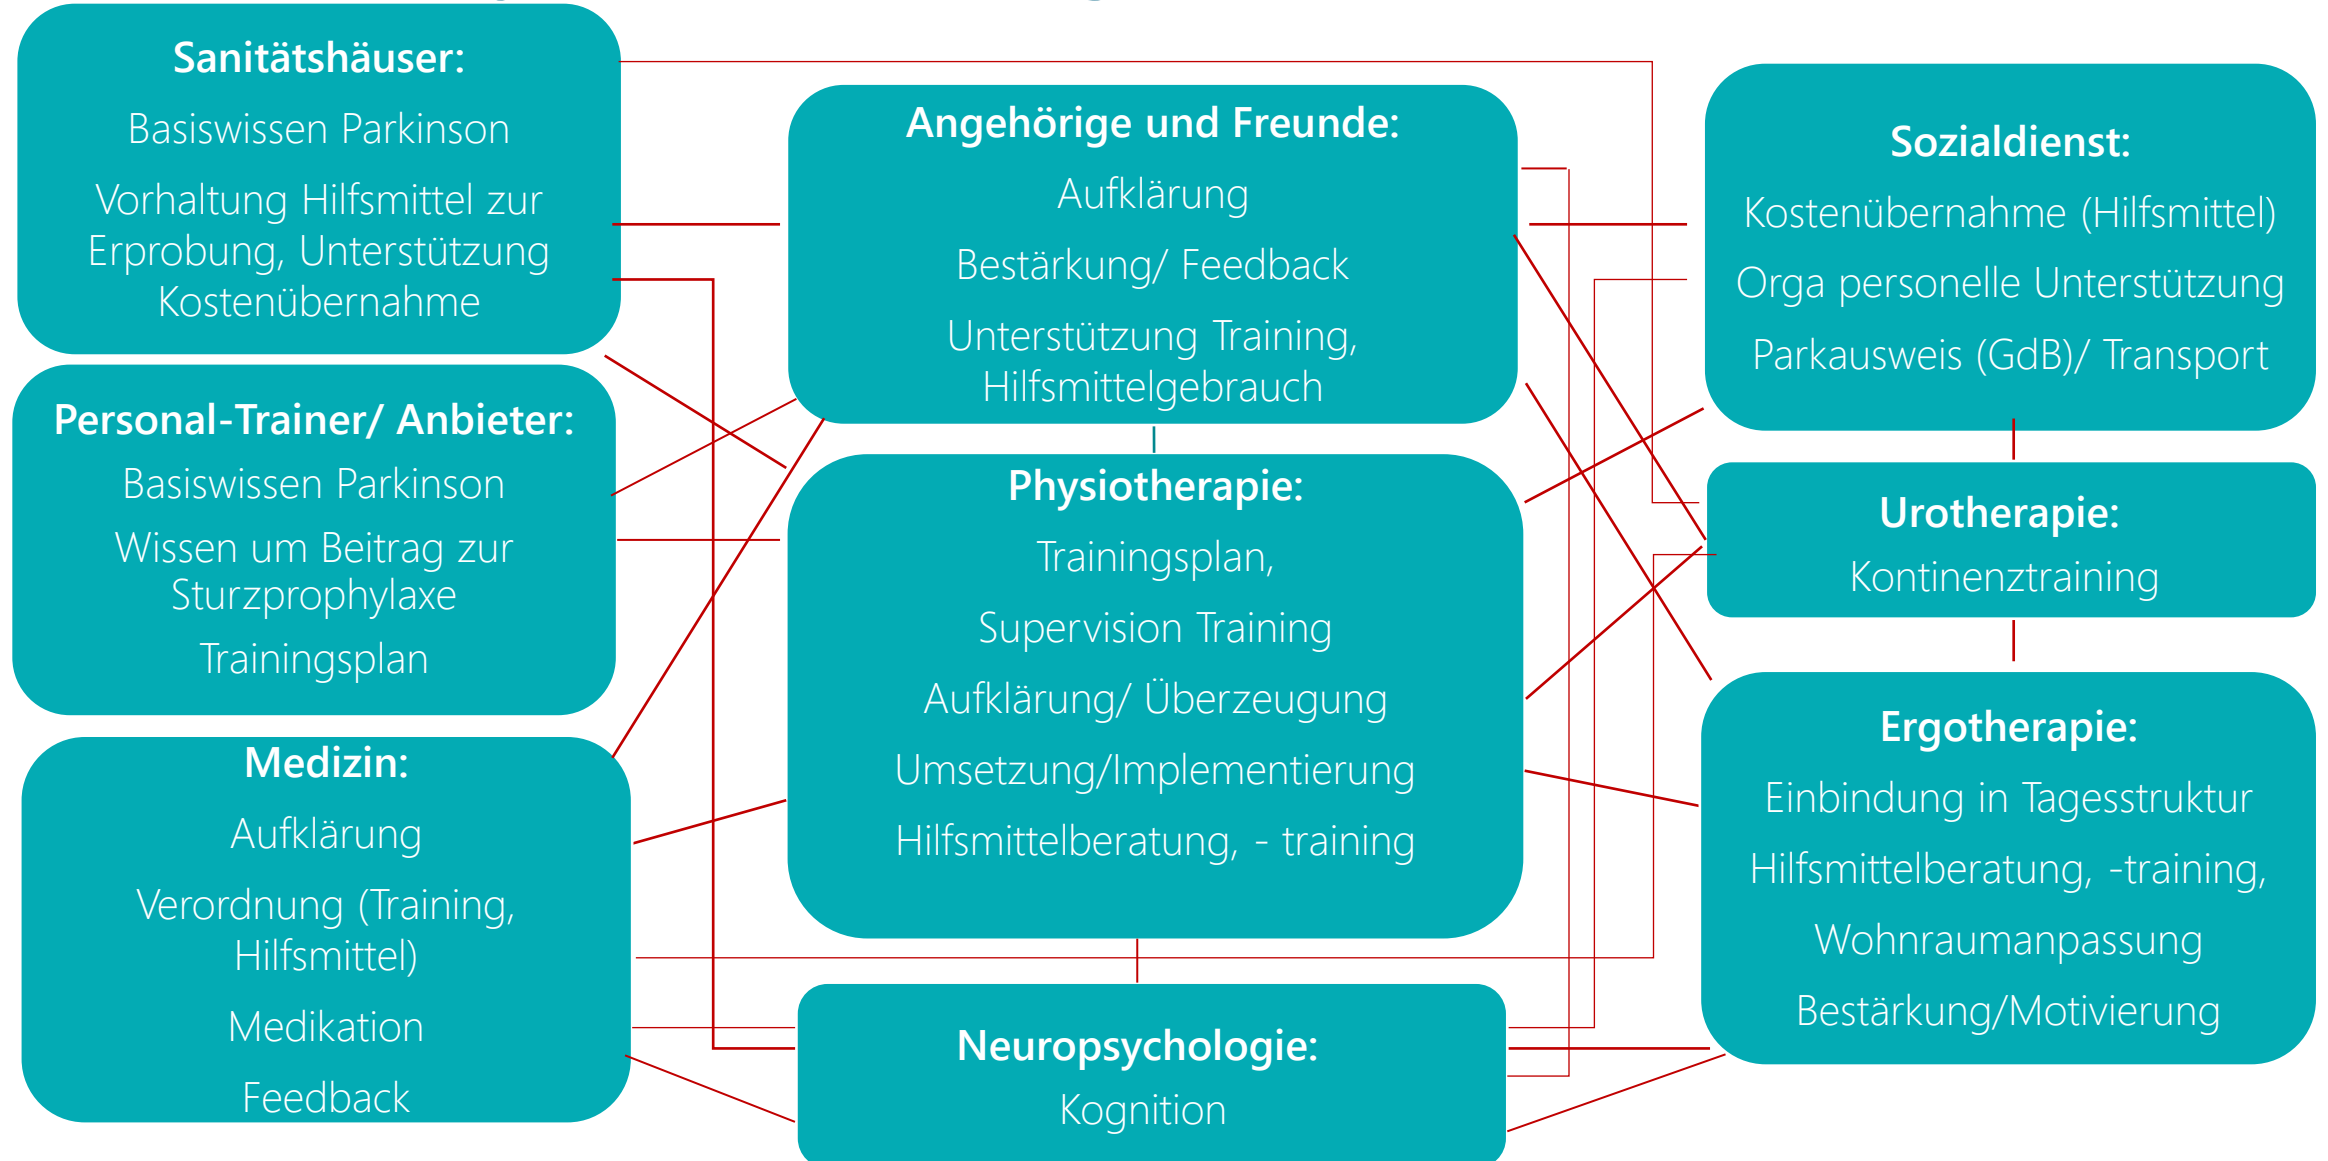 Sanitätshäuser:
Basiswissen Parkinson
Vorhaltung Hilfsmittel zur
Erprobung, Unterstützung
Kostenübernahme
Personal-Trainer/ Anbieter:
Basiswissen Parkinson
Wissen um Beitrag zur
Sturzprophylaxe
Trainingsplan
Medizin:
Aufklärung
Verordnung (Training,
Hilfsmittel)
Medikation
Feedback
Angehörige und Freunde:
Aufklärung
Bestärkung/ Feedback
Unterstützung Training,
Hilfsmittelgebrauch
Physiotherapie:
Trainingsplan,
Supervision Training
Aufklärung/ Überzeugung
Umsetzung/Implementierung
Hilfsmittelberatung, - training
Neuropsychologie:
Kognition
Sozialdienst:
Kostenübernahme (Hilfsmittel)
Orga personelle Unterstützung
Parkausweis (GdB)/ Transport
Urotherapie:
Kontinenztraining
Ergotherapie:
Einbindung in Tagesstruktur
Hilfsmittelberatung, -training,
Wohnraumanpassung
Bestärkung/Motivierung